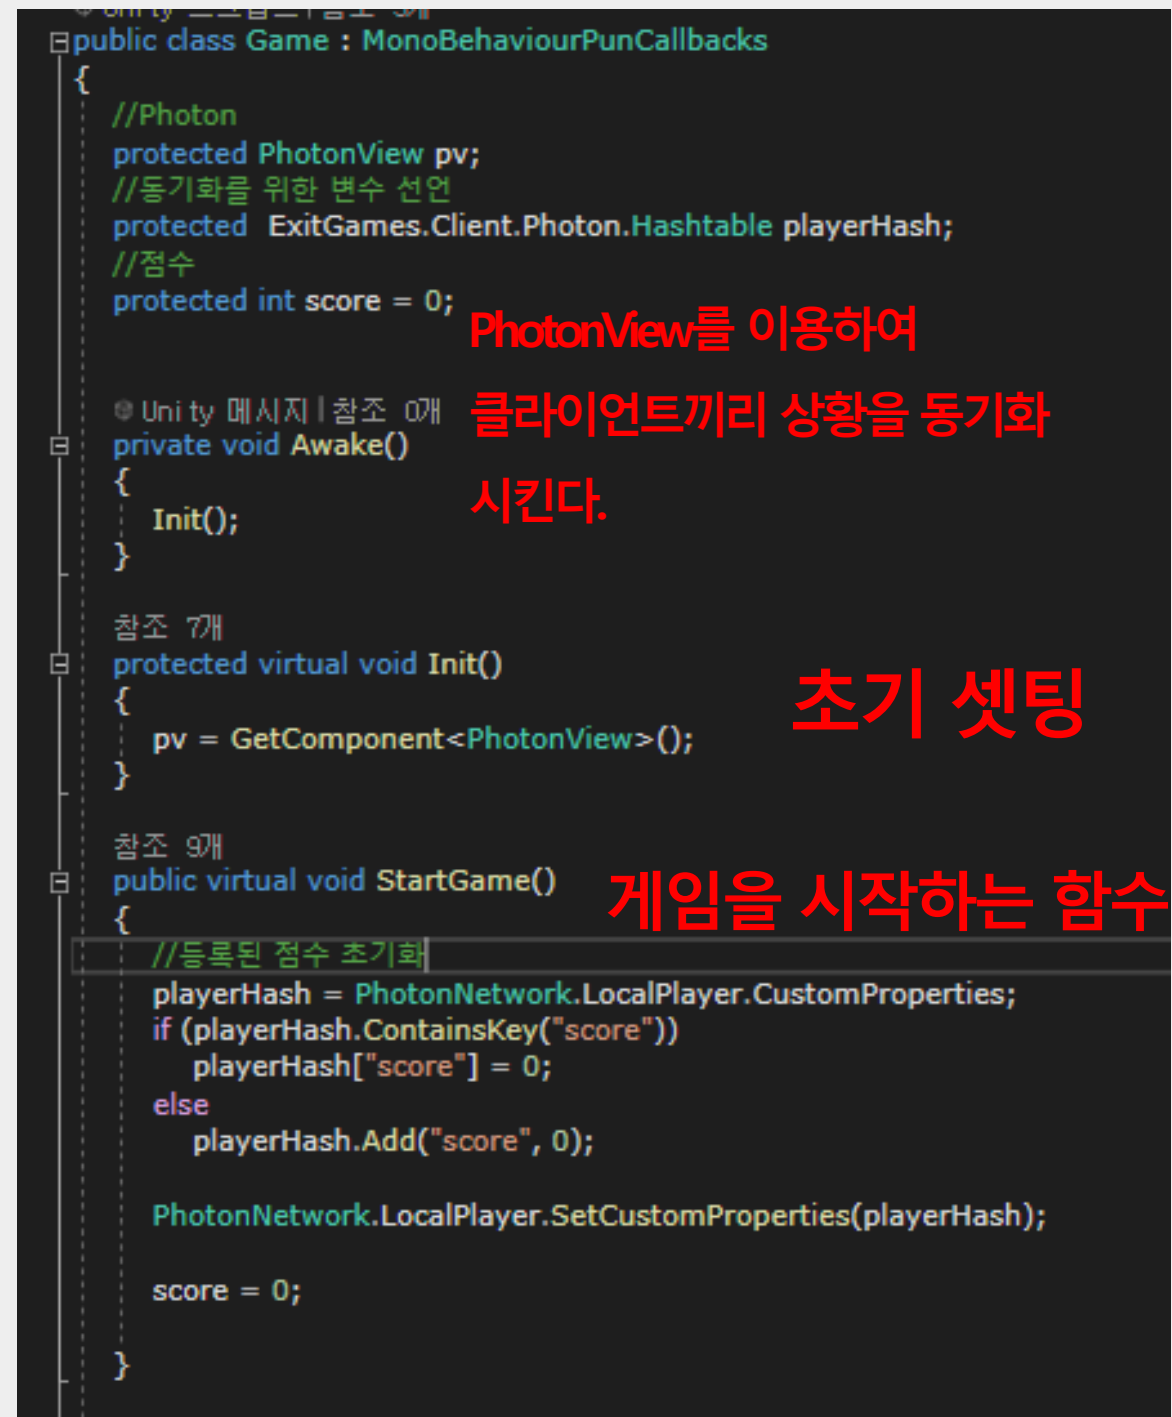 public class Game : MonoBehaviourPunCallbacks
{
//Photon
protected PhotonView pv;
//동기화를 위한 변수 선언
protected ExitGames.Client.Photon.Hashtable playerHash;
//점수
protected int score = 0;
PhotonView를 이용하여
클라이언트끼리 상황을 동기화
시킨다.
Unity 메시지 | 참조 0개
private void Awake()
{
Init();
}
참조 7개
protected virtual void Init()
초기 셋팅
{
pv = GetComponent<PhotonView>();
}
참조 9개
public virtual void StartGame()
게임을 시작하는 함수
{
//등록된 점수 초기화
playerHash = PhotonNetwork.LocalPlayer.CustomProperties;
if (playerHash.ContainsKey("score"))
playerHash["score"] = 0;
else
playerHash.Add("score", 0);
PhotonNetwork.LocalPlayer.SetCustomProperties(playerHash);
score = 0;
}